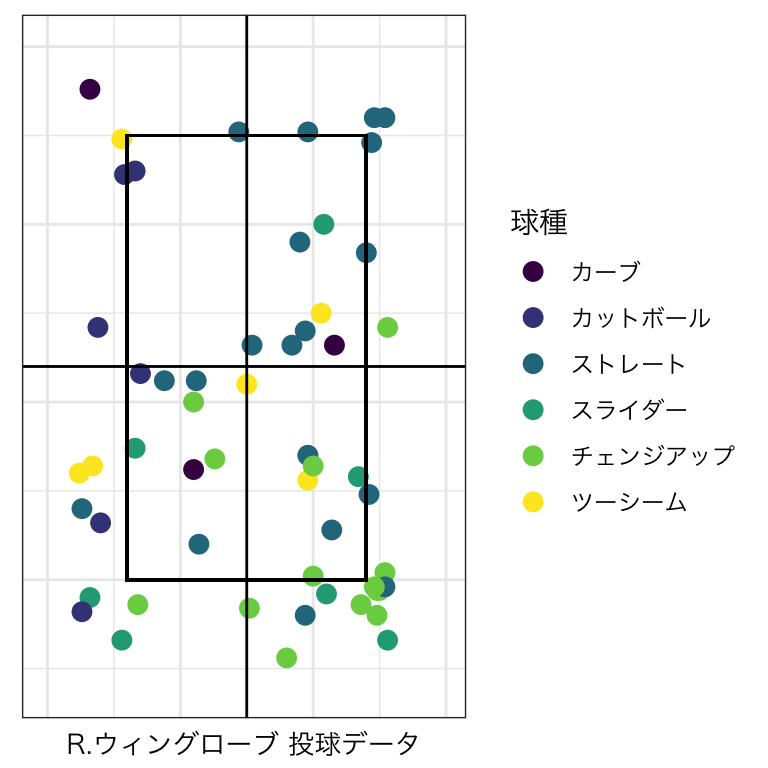 球種
カーブ
カットボール
ストレート
スライダー
チェンジアップ
ツーシーム
R.ウィングローブ 投球データ